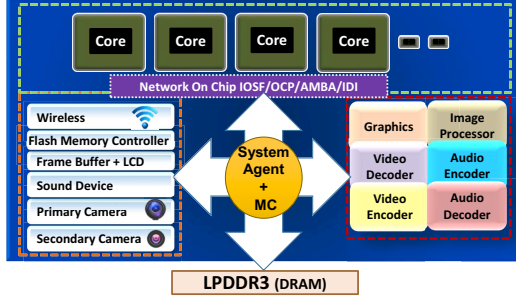 Core
Core
Core
Core
Network On Chip IOSF/OCP/AMBA/IDI
Wireless
Flash Memory Controller
Frame Buffer + LCD
Sound Device
Primary Camera
Secondary Camera
System
Agent
+
MC
Graphics
Image
Processor
Video
Decoder
Audio
Encoder
Video
Encoder
Audio
Decoder
LPDDR3 (DRAM)